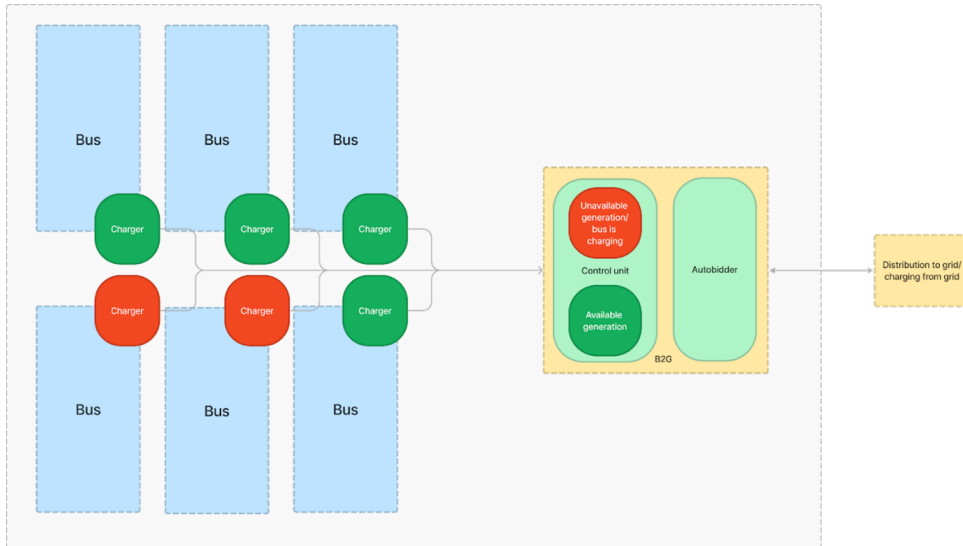 Bus
Bus
Bus
Charger
Charger
Charger
Charger
Charger
Charger
Bus
Bus
Bus
Unavailable
generation/
bus is
charging
Control unit
Available
generation
Autobidder
B2G
Distribution to grid/
charging from grid